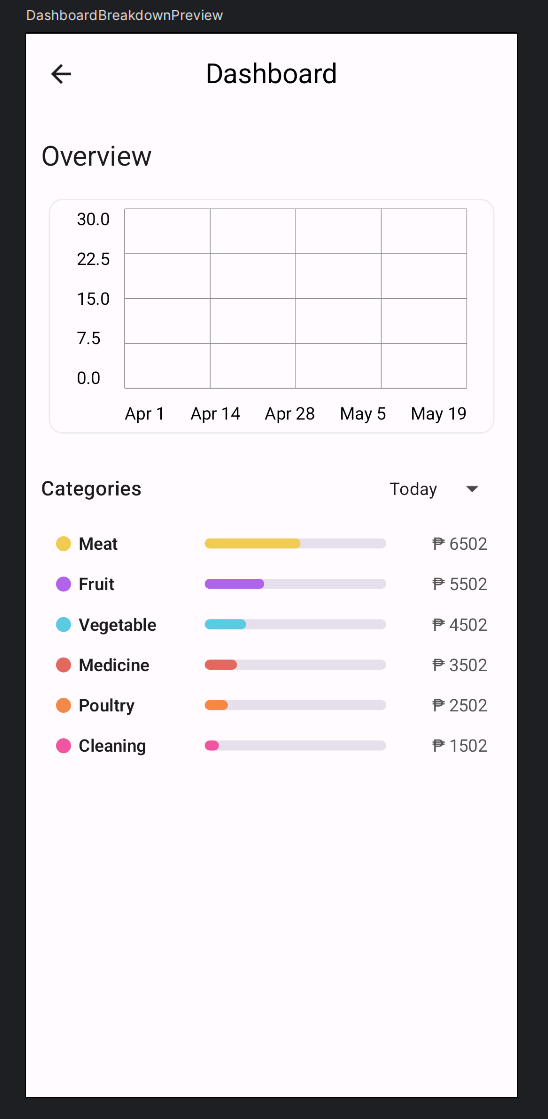 DashboardBreakdownPreview
Dashboard
Overview
30.0
22.5
15.0
7.5
0.0
Apr 1 Apr 14 Apr 28 May 5 May 19
Categories Today
Meat ₱ 6502
Fruit ₱ 5502
Vegetable ₱ 4502
Medicine ₱ 3502
Poultry ₱ 2502
Cleaning ₱ 1502